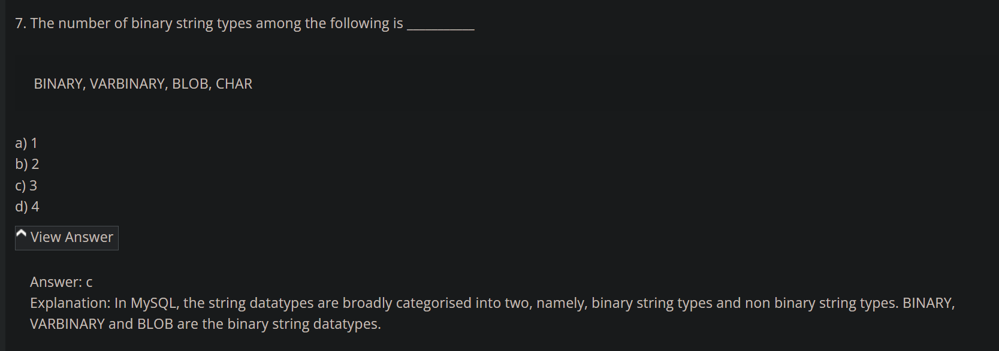 7. The number of binary string types among the following is __________
BINARY, VARBINARY, BLOB, CHAR
a) 1
b) 2
c) 3
d) 4
View Answer
Answer: c
Explanation: In MySQL, the string datatypes are broadly categorised into two, namely, binary string types and non binary string types. BINARY,
VARBINARY and BLOB are the binary string datatypes.